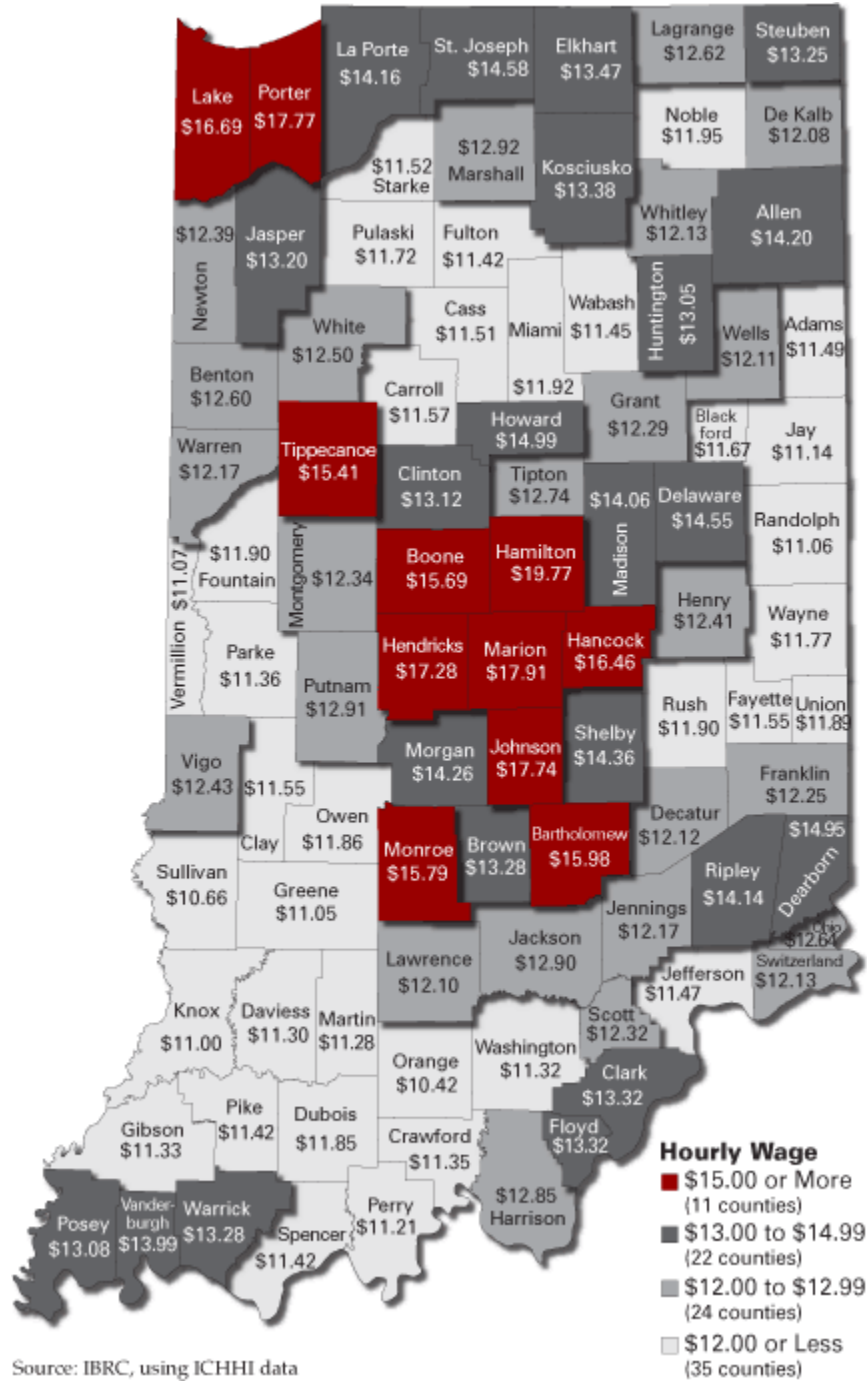 Lake
$16.69
Porter
$17.77
La Porte
$14.16
St. Joseph
$14.58
Elkhart
$13.47
Lagrange
$12.62
Steuben
$13.25
Noble
$11.95
De Kalb
$12.08
$11.52
Starke
$12.92
Marshall
Kosciusko
$13.38
Whitley
$12.13
Allen
$14.20
$12.39
Newton
Jasper
$13.20
Pulaski
$11.72
Fulton
$11.42
White
$12.50
Cass
$11.51
Miami
$11.92
Wabash
$11.45
Huntington
$13.05
Wells
$12.11
Adams
$11.49
Benton
$12.60
Carroll
$11.57
Howard
$14.99
Grant
$12.29
Black
ford
$11.67
Jay
$11.14
Warren
$12.17
Tippecanoe
$15.41
Clinton
$13.12
Tipton
$12.74
$14.06
Madison
Delaware
$14.55
Randolph
$11.06
Vermillion $11.07
$11.90
Fountain
Montgomery
$12.34
Boone
$15.69
Hamilton
$19.77
Henry
$12.41
Wayne
$11.77
Parke
$11.36
Putnam
$12.91
Hendricks
$17.28
Marion
$17.91
Hancock
$16.46
Rush
$11.90
Fayette
$11.55
Union
$11.89
Vigo
$12.43
$11.55
Clay
Owen
$11.86
Morgan
$14.26
Johnson
$17.74
Shelby
$14.36
Franklin
$12.25
Decatur
$12.12
$14.95
Dearborn
Sullivan
$10.66
Greene
$11.05
Monroe
$15.79
Brown
$13.28
Bartholomew
$15.98
Ripley
$14.14
Jennings
$12.17
Ohio
$12.64
Lawrence
$12.10
Jackson
$12.90
Jefferson
$11.47
Switzerland
$12.13
Knox
$11.00
Daviess
$11.30
Martin
$11.28
Orange
$10.42
Washington
$11.32
Scott
$12.32
Clark
$13.32
Gibson
$11.33
Pike
$11.42
Dubois
$11.85
Crawford
$11.35
Floyd
$13.32
Posey
$13.08
Vander-
burgh
$13.99
Warrick
$13.28
Spencer
$11.42
Perry
$11.21
$12.85
Harrison
Hourly Wage
$15.00 or More
(11 counties)
$13.00 to $14.99
(22 counties)
$12.00 to $12.99
(24 counties)
$12.00 or Less
(35 counties)
Source: IBRC, using ICHHI data